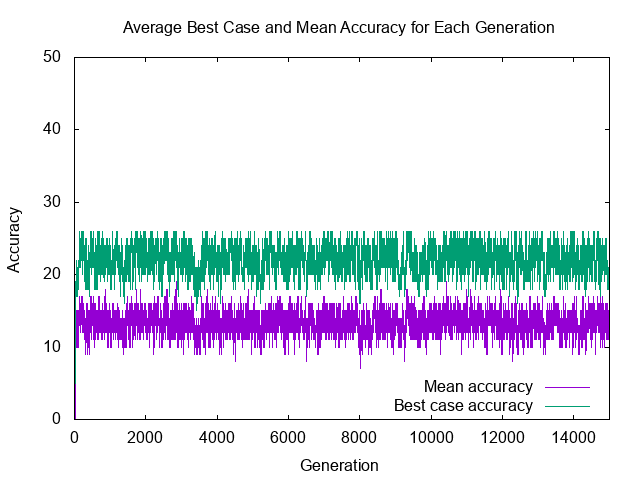 Average Best Case and Mean Accuracy for Each Generation
50
40
30
20
10
0
Accuracy
Mean accuracy
Best case accuracy
0 2000 4000 6000 8000 10000 12000 14000
Generation